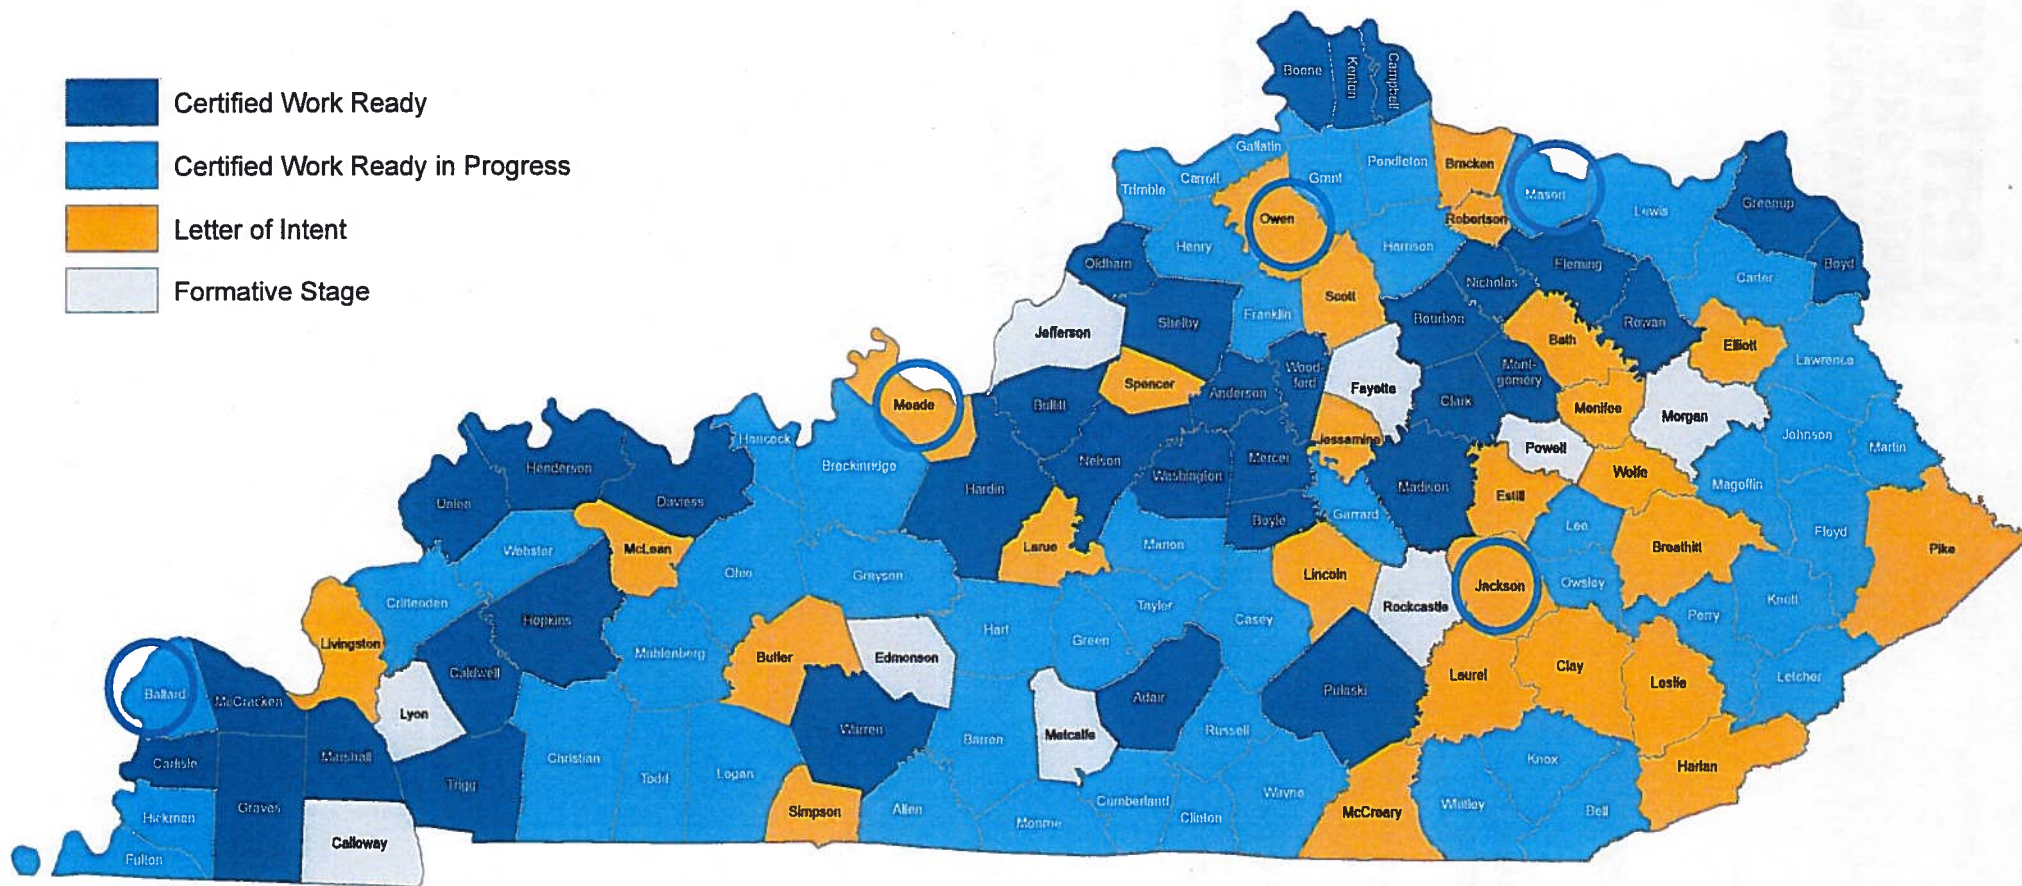 Certified Work Ready
Certified Work Ready in Progress
Letter of Intent
Formative Stage
Boone
Kenton
Campbell
Gallatin
Pendleton
Bracken
Grant
Carroll
Trimble
Mason
Owen
Robertson
Lewis
Greenup
Henry
Harrison
Oldham
Fleming
Boyd
Nicholas
Carter
Scott
Franklin
Shelby
Bourbon
Rowan
Jefferson
Bath
Elliott
Lawrence
Mont-
gomery
Wood-
ford
Spencer
Fayette
Anderson
Clark
Meade
Bullitt
Menifee
Morgan
Johnson
Martin
Hancock
Jessamine
Powell
Breckinridge
Nelson
Mercer
Henderson
Washington
Wolfe
Magoffin
Hardin
Madison
Estill
Union
Daviess
Garrard
Boyle
Lee
Floyd
Webster
McLean
Larue
Marion
Breathitt
Pike
Ohio
Grayson
Lincoln
Jackson
Owsley
Crittenden
Taylor
Rockcastle
Knott
Perry
Hopkins
Casey
Hart
Green
Livingston
Muhlenberg
Butler
Edmonson
Caldwell
Laurel
Clay
Leslie
Letcher
Ballard
McCracken
Adair
Pulaski
Lyon
Warren
Russell
Metcalfe
Barren
Carlisle
Marshall
Christian
Todd
Logan
Knox
Harlan
Trigg
Wayne
Graves
Hickman
Simpson
Allen
Monroe
Cumberland
Clinton
McCreary
Whitley
Bell
Calloway
Fulton